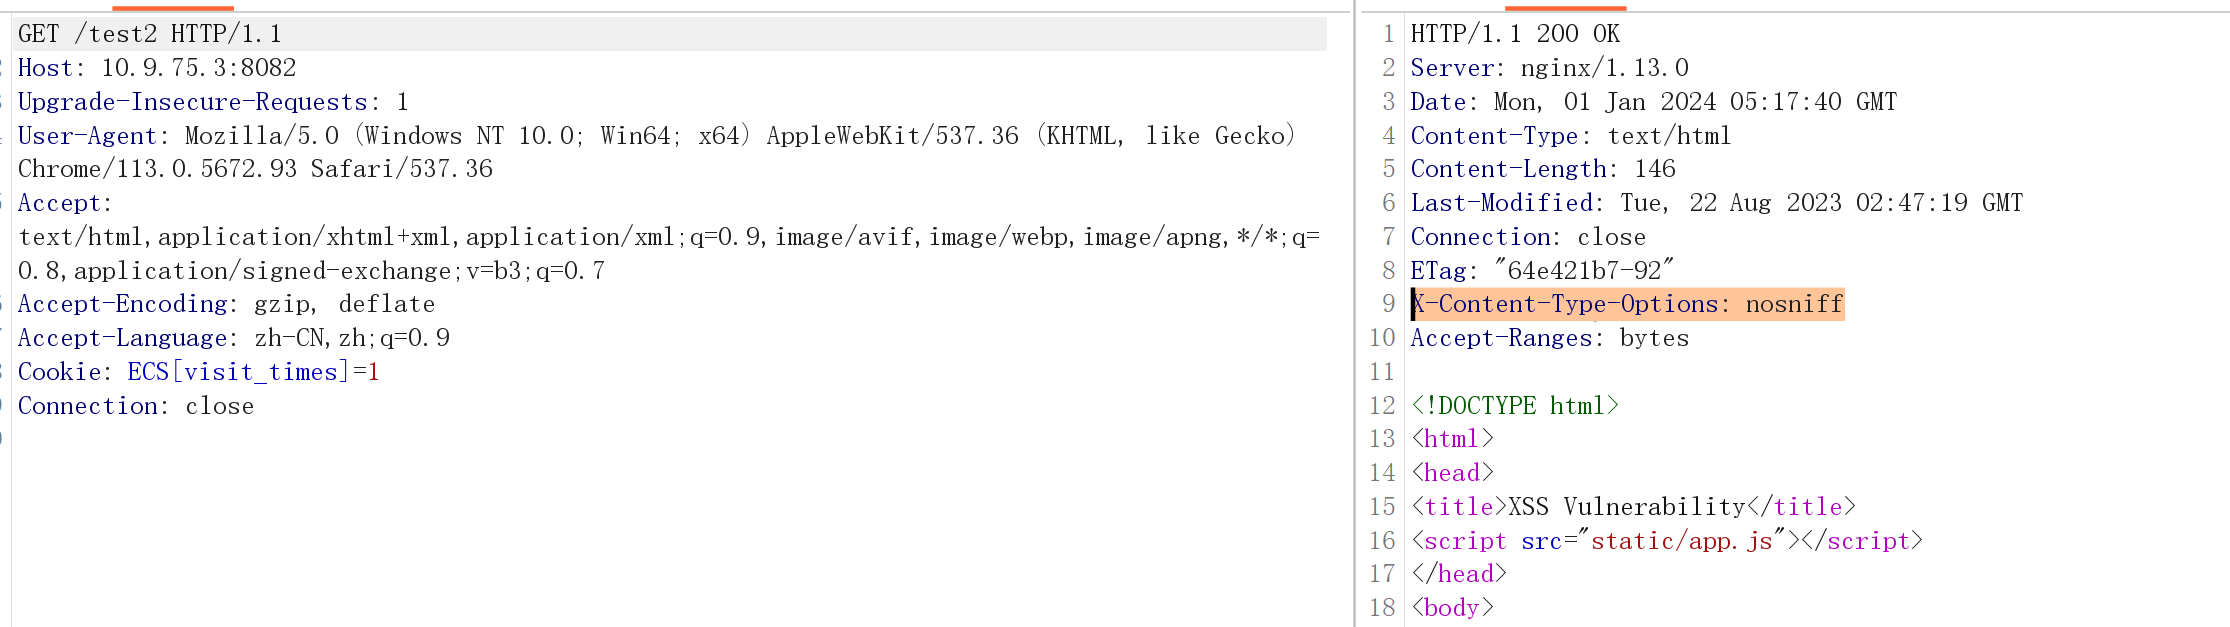 GET /test2 HTTP/1.1
Host: 10.9.75.3:8082
Upgrade-Insecure-Requests: 1
User-Agent: Mozilla/5.0 (Windows NT 10.0; Win64; x64) AppleWebKit/537.36 (KHTML, like Gecko)
Chrome/113.0.5672.93 Safari/537.36
Accept:
text/html,application/xhtml+xml,application/xml;q=0.9,image/avif,image/webp,image/apng,*/*;q=
0.8,application/signed-exchange;v=b3;q=0.7
Accept-Encoding: gzip, deflate
Accept-Language: zh-CN,zh;q=0.9
Cookie: ECS[visit_times]=1
Connection: close
1 HTTP/1.1 200 OK
2 Server: nginx/1.13.0
3 Date: Mon, 01 Jan 2024 05:17:40 GMT
4 Content-Type: text/html
5 Content-Length: 146
6 Last-Modified: Tue, 22 Aug 2023 02:47:19 GMT
7 Connection: close
8 ETag: "64e421b7-92"
9 X-Content-Type-Options: nosniff
10 Accept-Ranges: bytes
11
12 <!DOCTYPE html>
13 <html>
14 <head>
15 <title>XSS Vulnerability</title>
16 <script src="static/app.js"></script>
17 </head>
18 <body>